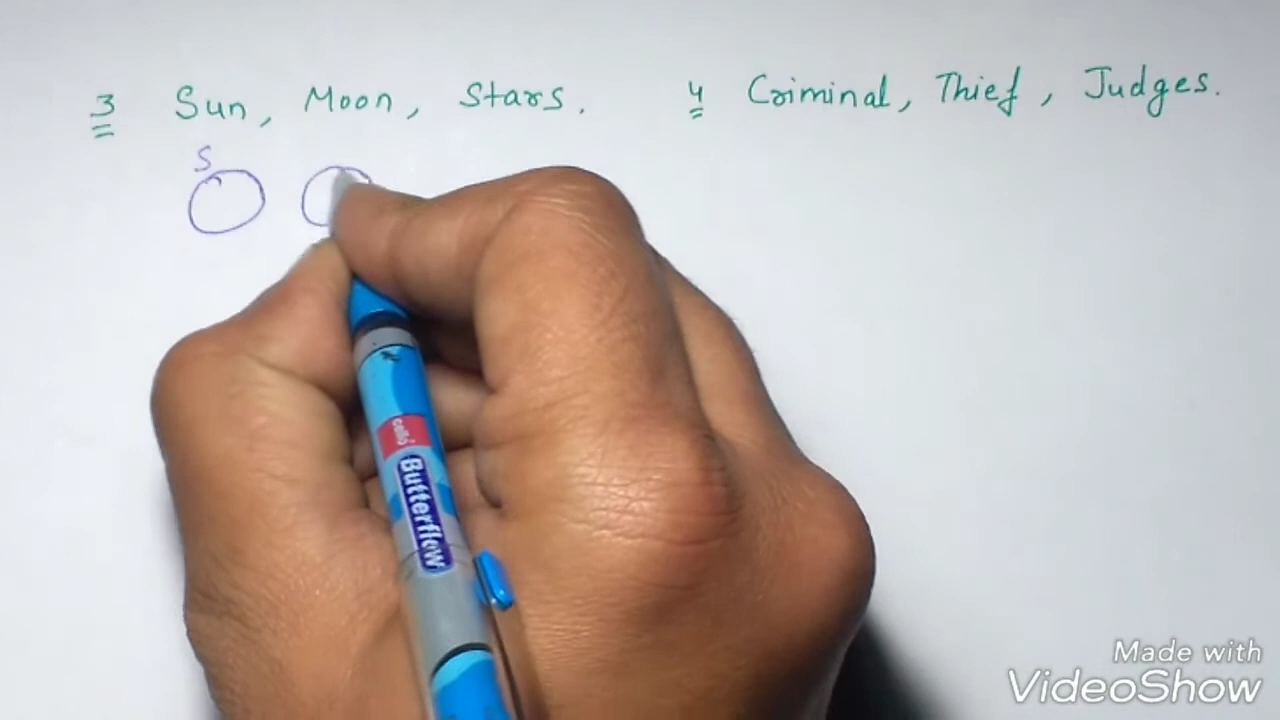 3 Sun, Moon, Stars. 4 Criminal, Thief, Judges.
S
cello
Butterflow
Made with
VideoShow